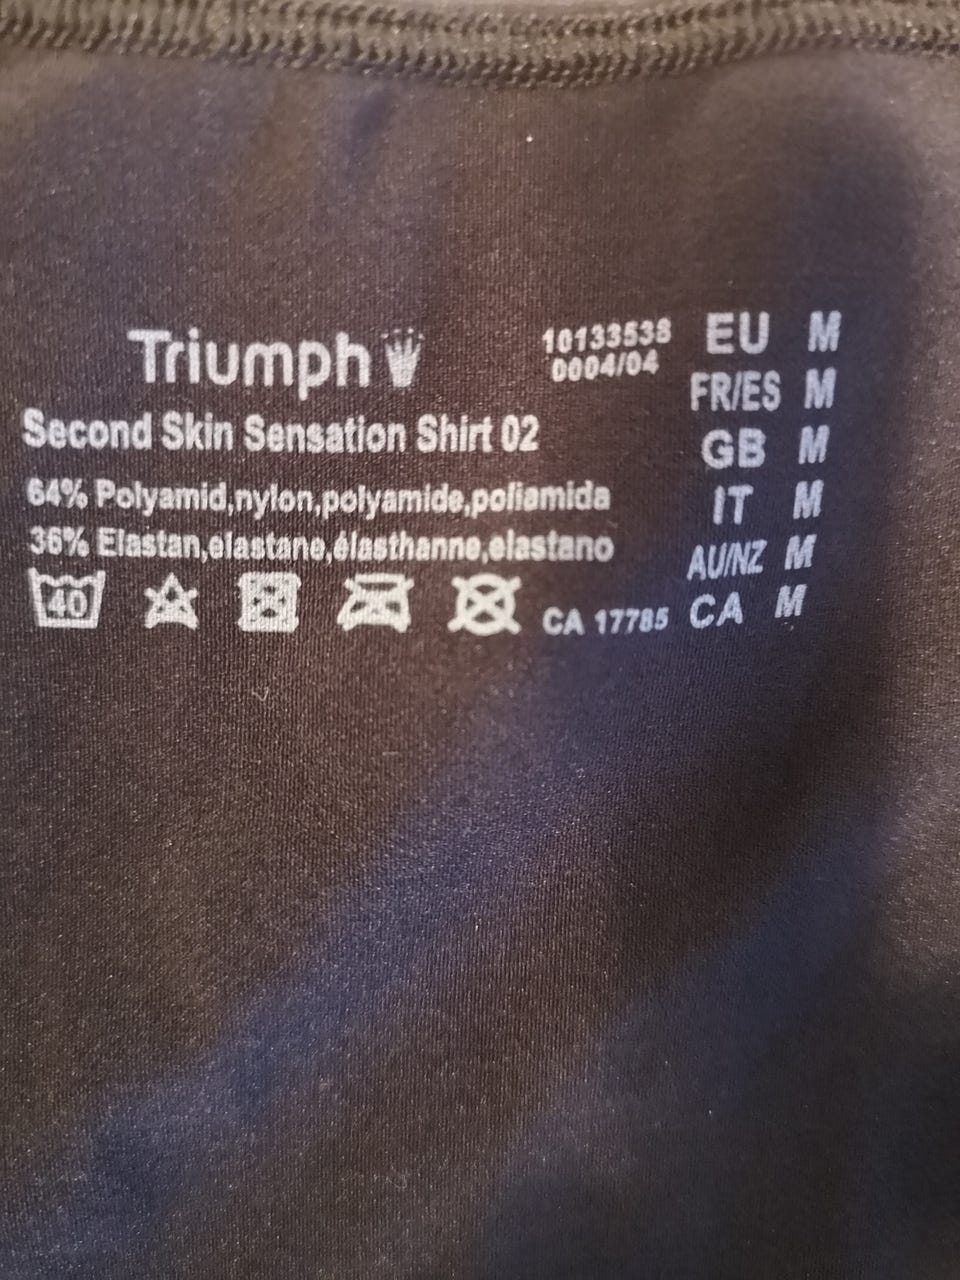 Triumph
10133538
0004/04
Second Skin Sensation Shirt 02
64% Polyamid,nylon,polyamide,poliamida
36% Elastan,elastane,élasthanne,elastano
40
CA 17785
EU M
FR/ES M
GB M
IT M
AU/NZ M
CA M